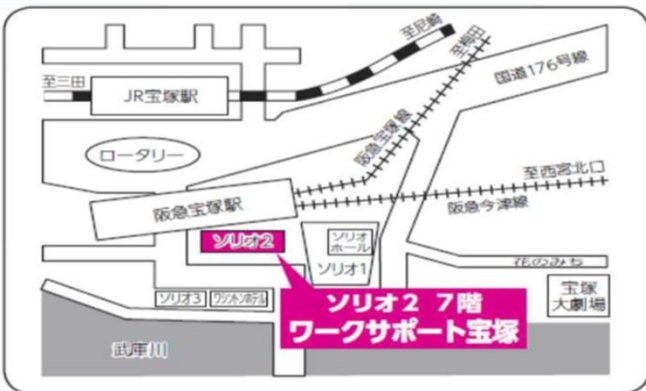 至尼崎
至梅田
国道176号線
至三田
JR宝塚駅
ロータリー
阪急宝塚線
至西宮北口
阪急宝塚駅
阪急今津線
ソリオ2
ソリオ
ホール
ソリオ1
花のみち
宝塚
大劇場
ソリオ3
ワシントンホテル
ソリオ2 7階
ワークサポート宝塚
武庫川